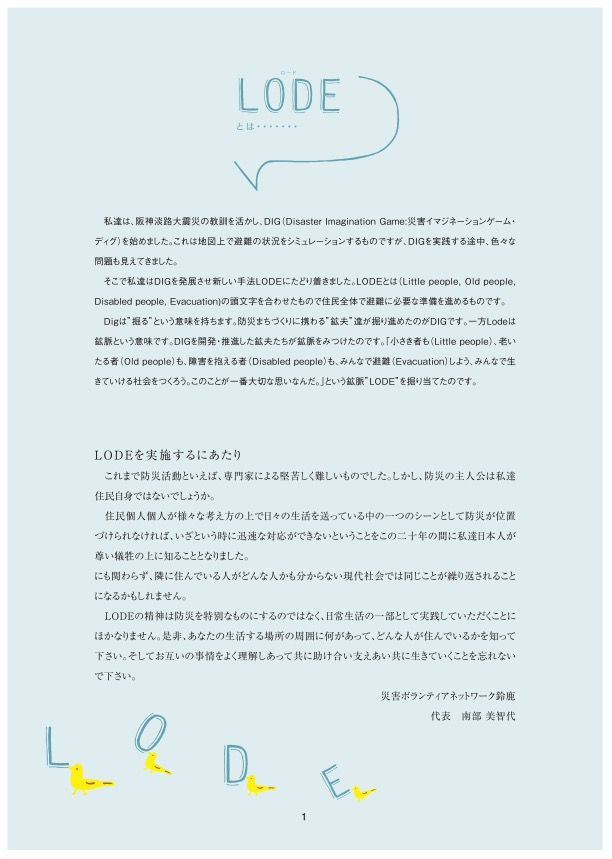 ロード
LODE
とは・・・・・・・
私達は、阪神淡路大震災の教訓を活かし、DIG（Disaster Imagination Game:災害イマジネーションゲーム・
ディグ）を始めました。これは地図上で避難の状況をシミュレーションするものですが、DIGを実践する途中、色々な
問題も見えてきました。
そこで私達はDIGを発展させ新しい手法LODEにたどり着きました。LODEとは（Little people, Old people,
Disabled people, Evacuation)の頭文字を合わせたもので住民全体で避難に必要な準備を進めるものです。
Digは"掘る"という意味を持ちます。防災まちづくりに携わる"鉱夫"達が掘り進めたのがDIGです。一方Lodeは
鉱脈という意味です。DIGを開発・推進した鉱夫たちが鉱脈をみつけたのです。「小さき者も（Little people）、老い
たる者（Old people）も、障害を抱える者（Disabled people）も、みんなで避難（Evacuation）しよう、みんなで生
きていける社会をつくろう。このことが一番大切な思いなんだ。」という鉱脈"LODE"を掘り当てたのです。
LODEを実施するにあたり
これまで防災活動といえば、専門家による堅苦しく難しいものでした。しかし、防災の主人公は私達
住民自身ではないでしょうか。
住民個人個人が様々な考え方の上で日々の生活を送っている中の一つのシーンとして防災が位置
づけられなければ、いざという時に迅速な対応ができないということをこの二十年の間に私達日本人が
尊い犠牲の上に知ることとなりました。
にも関わらず、隣に住んでいる人がどんな人かも分からない現代社会では同じことが繰り返されること
になるかもしれません。
LODEの精神は防災を特別なものにするのではなく、日常生活の一部として実践していただくことに
ほかなりません。是非、あなたの生活する場所の周囲に何があって、どんな人が住んでいるかを知って
下さい。そしてお互いの事情をよく理解しあって共に助け合い支えあい共に生きていくことを忘れない
で下さい。
災害ボランティアネットワーク鈴鹿
代表　南部 美智代
L O D E
1